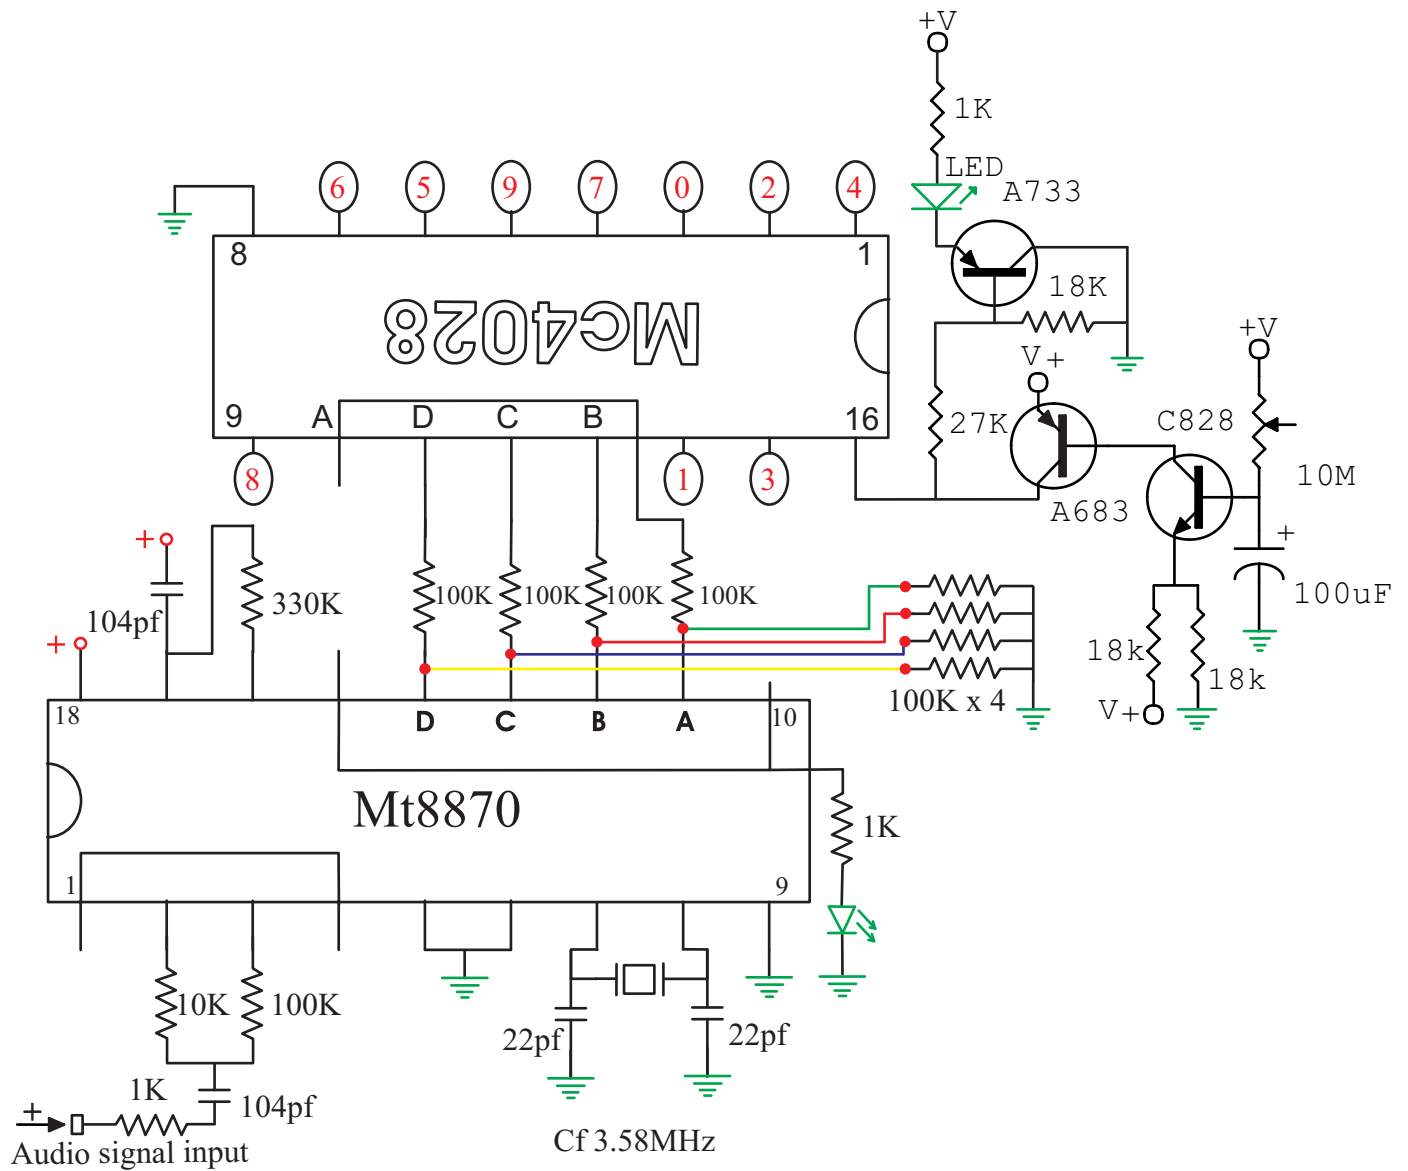 +V
1K
LED
A733
6 5 9 7 0 2 4
8 1
18K
Mc4028
V+
+V
9 A D C B 16
27K
C828
8 1 3
10M
A683
+
+
330K
100K 100K 100K 100K
104pf
100uF
+
18k
18k
100K x 4
V+
18 D C B A 10
Mt8870
1K
1 9
10K 100K
22pf 22pf
1K
104pf
+
Audio signal input
Cf 3.58MHz